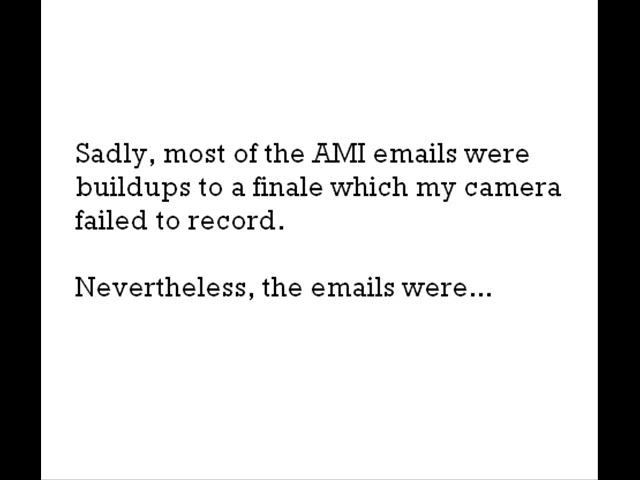 Sadly, most of the AMI emails were
buildups to a finale which my camera
failed to record.
Nevertheless, the emails were...